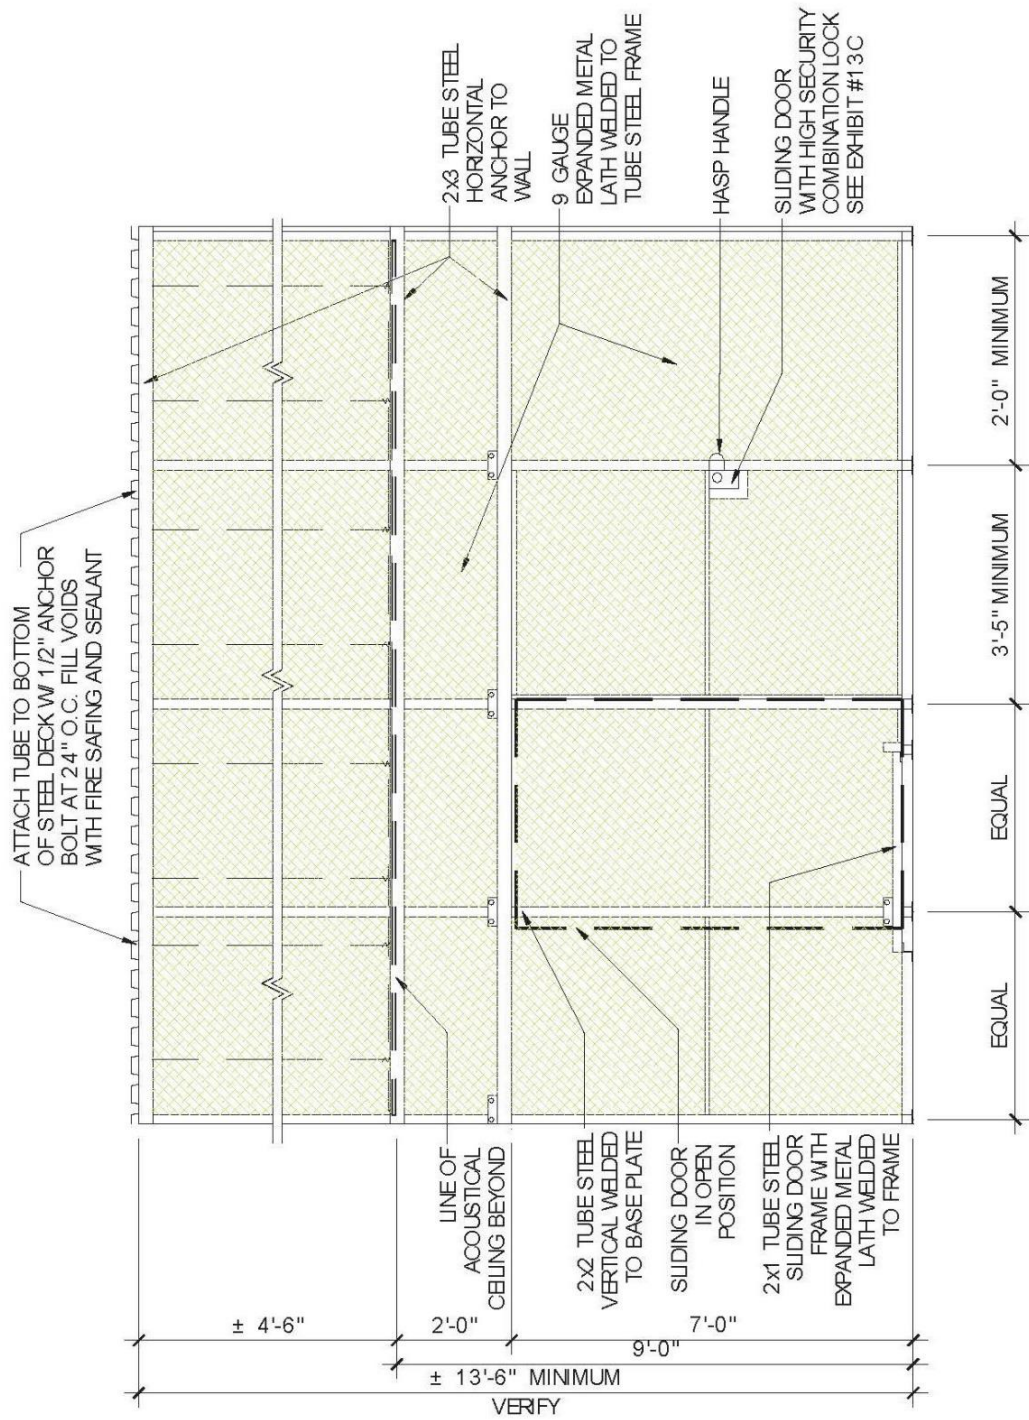 ATTACH TUBE TO BOTTOM
OF STEEL DECK W/ 1/2" ANCHOR
BOLT AT 24" O.C. FILL VOIDS
WITH FIRE SAFING AND SEALANT
2x3 TUBE STEEL
HORIZONTAL
ANCHOR TO
WALL
9 GAUGE
EXPANDED METAL
LATH WELDED TO
TUBE STEEL FRAME
HASP HANDLE
SLIDING DOOR
WITH HIGH SECURITY
COMBINATION LOCK
SEE EXHIBIT #13C
LINE OF
ACOUSTICAL
CEILING BEYOND
2x2 TUBE STEEL
VERTICAL WELDED
TO BASE PLATE
SLIDING DOOR
IN OPEN
POSITION
2x1 TUBE STEEL
SLIDING DOOR
FRAME WITH
EXPANDED METAL
LATH WELDED
TO FRAME
± 4'-6"
2'-0"
7'-0"
9'-0"
± 13'-6" MINIMUM
VERIFY
EQUAL
EQUAL
3'-5" MINIMUM
2'-0" MINIMUM